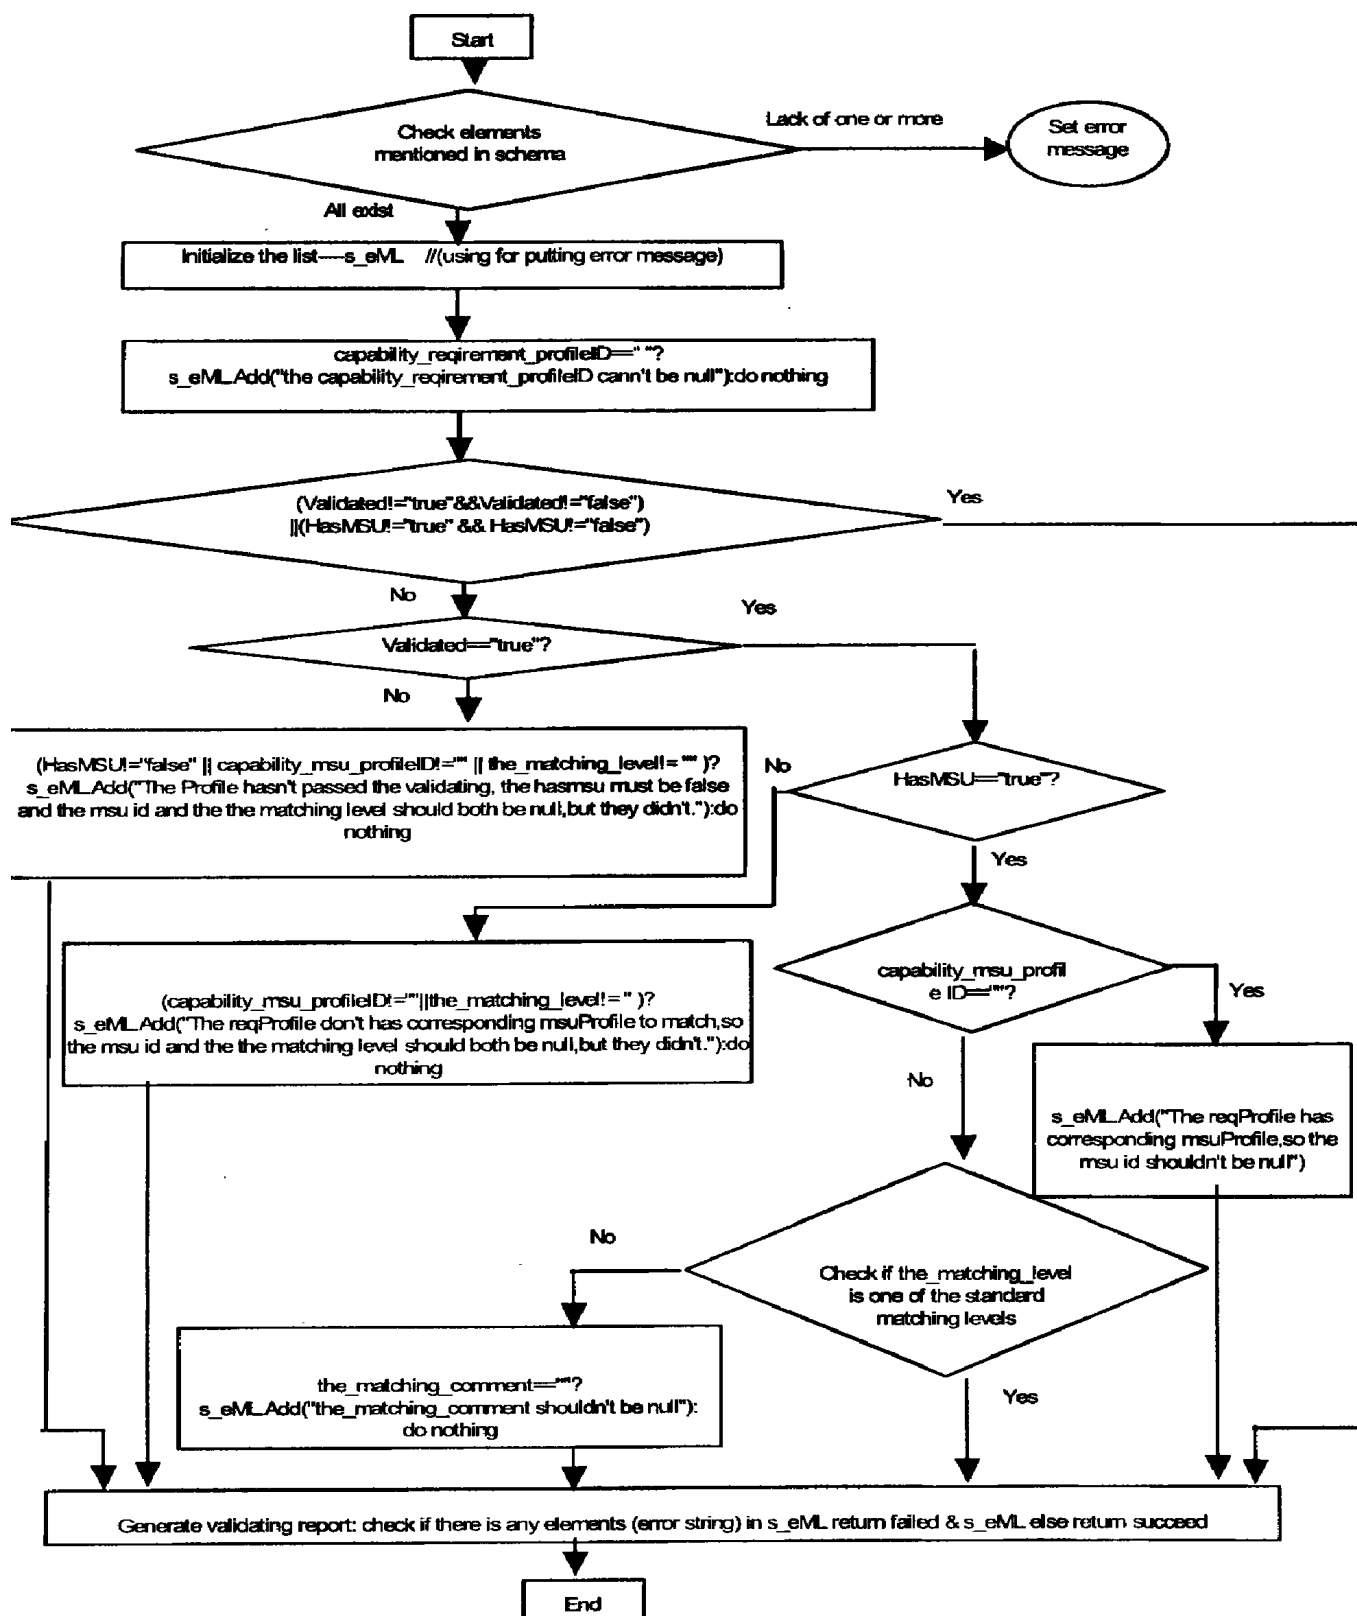 Start
Check elements
mentioned in schema
Lack of one or more
Set error
message
All exist
Initialize the list----s_eML //(using for putting error message)
capability_reqirement_profileID==" "?
s_eML.Add("the capability_reqirement_profileID cann't be null"):do nothing
(Validated!="true"&&Validated!="false")
||(HasMSU!="true" && HasMSU!="false")
Yes
No
Yes
Validated=="true"?
No
(HasMSU!="false" || capability_msu_profileID!="" || the_matching_level!= "" )?
s_eML.Add("The Profile hasn't passed the validating, the hasmsu must be false
and the msu id and the the matching level should both be null,but they didn't."):do
nothing
No
HasMSU=="true"?
Yes
capability_msu_profil
e ID==""?
Yes
(capability_msu_profileID!=""||the_matching_level!= " )?
s_eML.Add("The reqProfile don't has corresponding msuProfile to match,so
the msu id and the the matching level should both be null,but they didn't."):do
nothing
No
s_eML.Add("The reqProfile has
corresponding msuProfile,so the
msu id shouldn't be null")
No
Check if the_matching_level
is one of the standard
matching levels
the_matching_comment==""?
s_eML.Add("the_matching_comment shouldn't be null"):
do nothing
Yes
Generate validating report: check if there is any elements (error string) in s_eML return failed & s_eML else return succeed
End